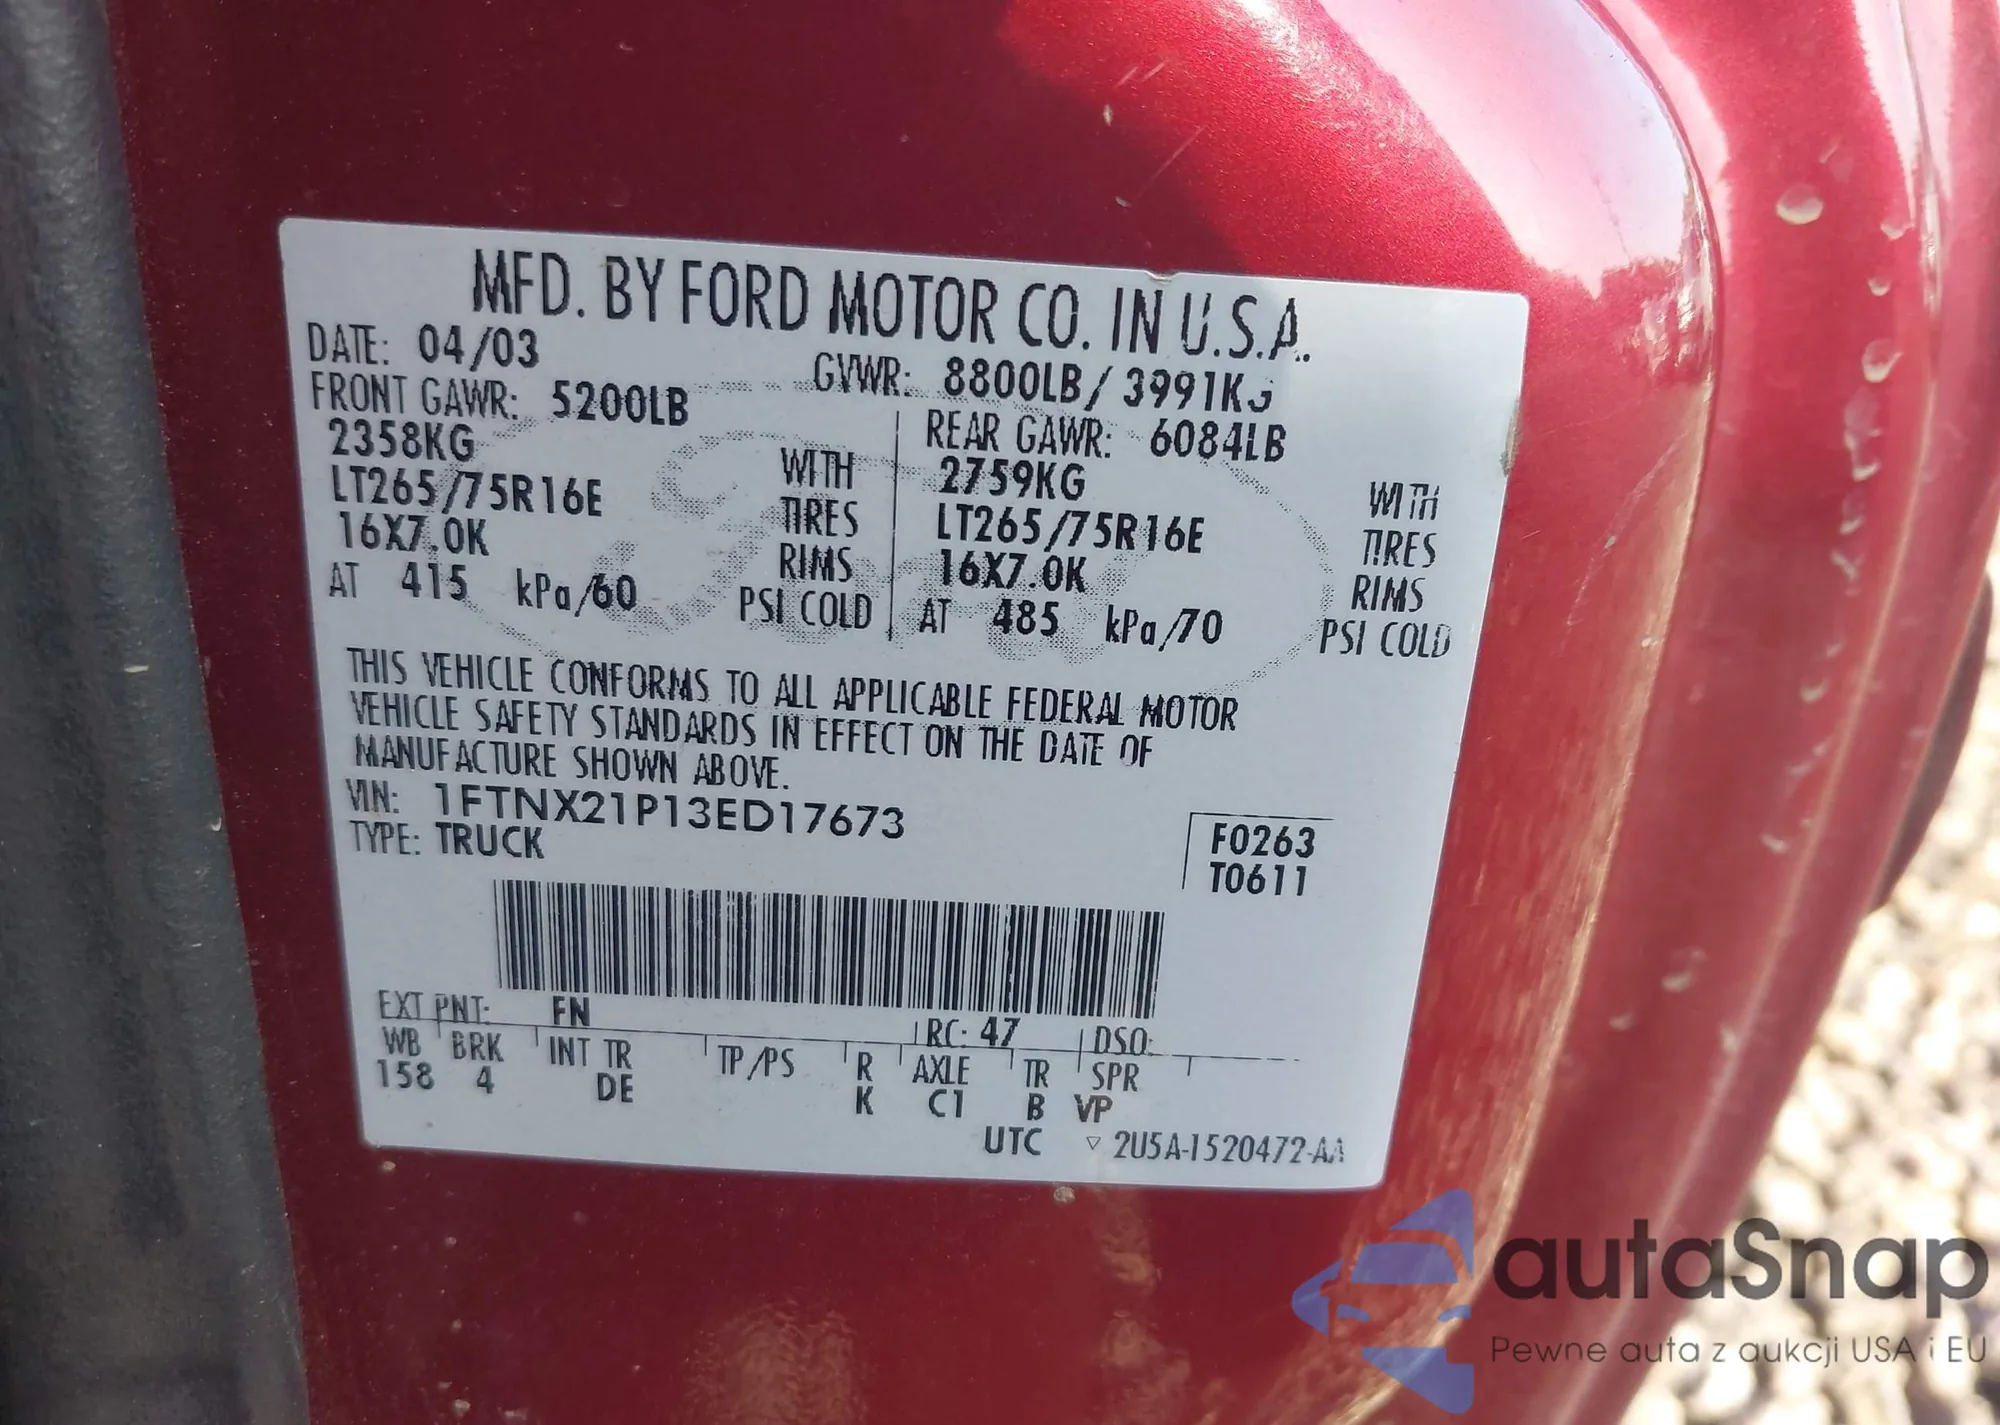 MFD. BY FORD MOTOR CO. IN U.S.A.
DATE: 04/03 GVWR: 8800LB/ 3991KG
FRONT GAWR: 5200LB REAR GAWR: 6084LB
2358KG WITH 2759KG WITH
LT265/75R16E TIRES LT265/75R16E TIRES
16X7.0K RIMS 16X7.0K RIMS
AT 415 kPa/60 PSI COLD AT 485 kPa/70 PSI COLD
THIS VEHICLE CONFORMS TO ALL APPLICABLE FEDERAL MOTOR
VEHICLE SAFETY STANDARDS IN EFFECT ON THE DATE OF
MANUFACTURE SHOWN ABOVE.
VIN: 1FTNX21P13ED17673
TYPE: TRUCK
F0263
T0611
EXT PNT: FN RC: 47 DSO:
WB BRK INT TR TP/PS R AXLE TR SPR
158 4 DE K C1 B VP
UTC ▽ 2U5A-1520472-AA
autaSnap
Pewne auta z aukcji USA i EU